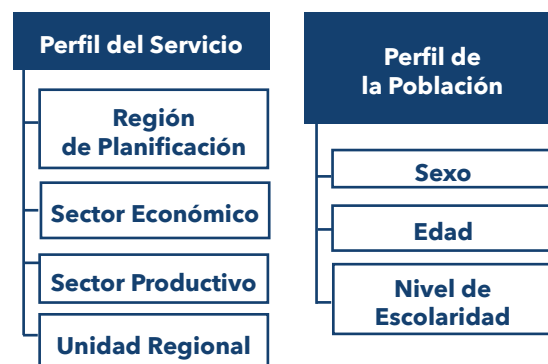 Perfil del Servicio
Región
de Planificación
Sector Económico
Sector Productivo
Unidad Regional
Perfil de
la Población
Sexo
Edad
Nivel de
Escolaridad